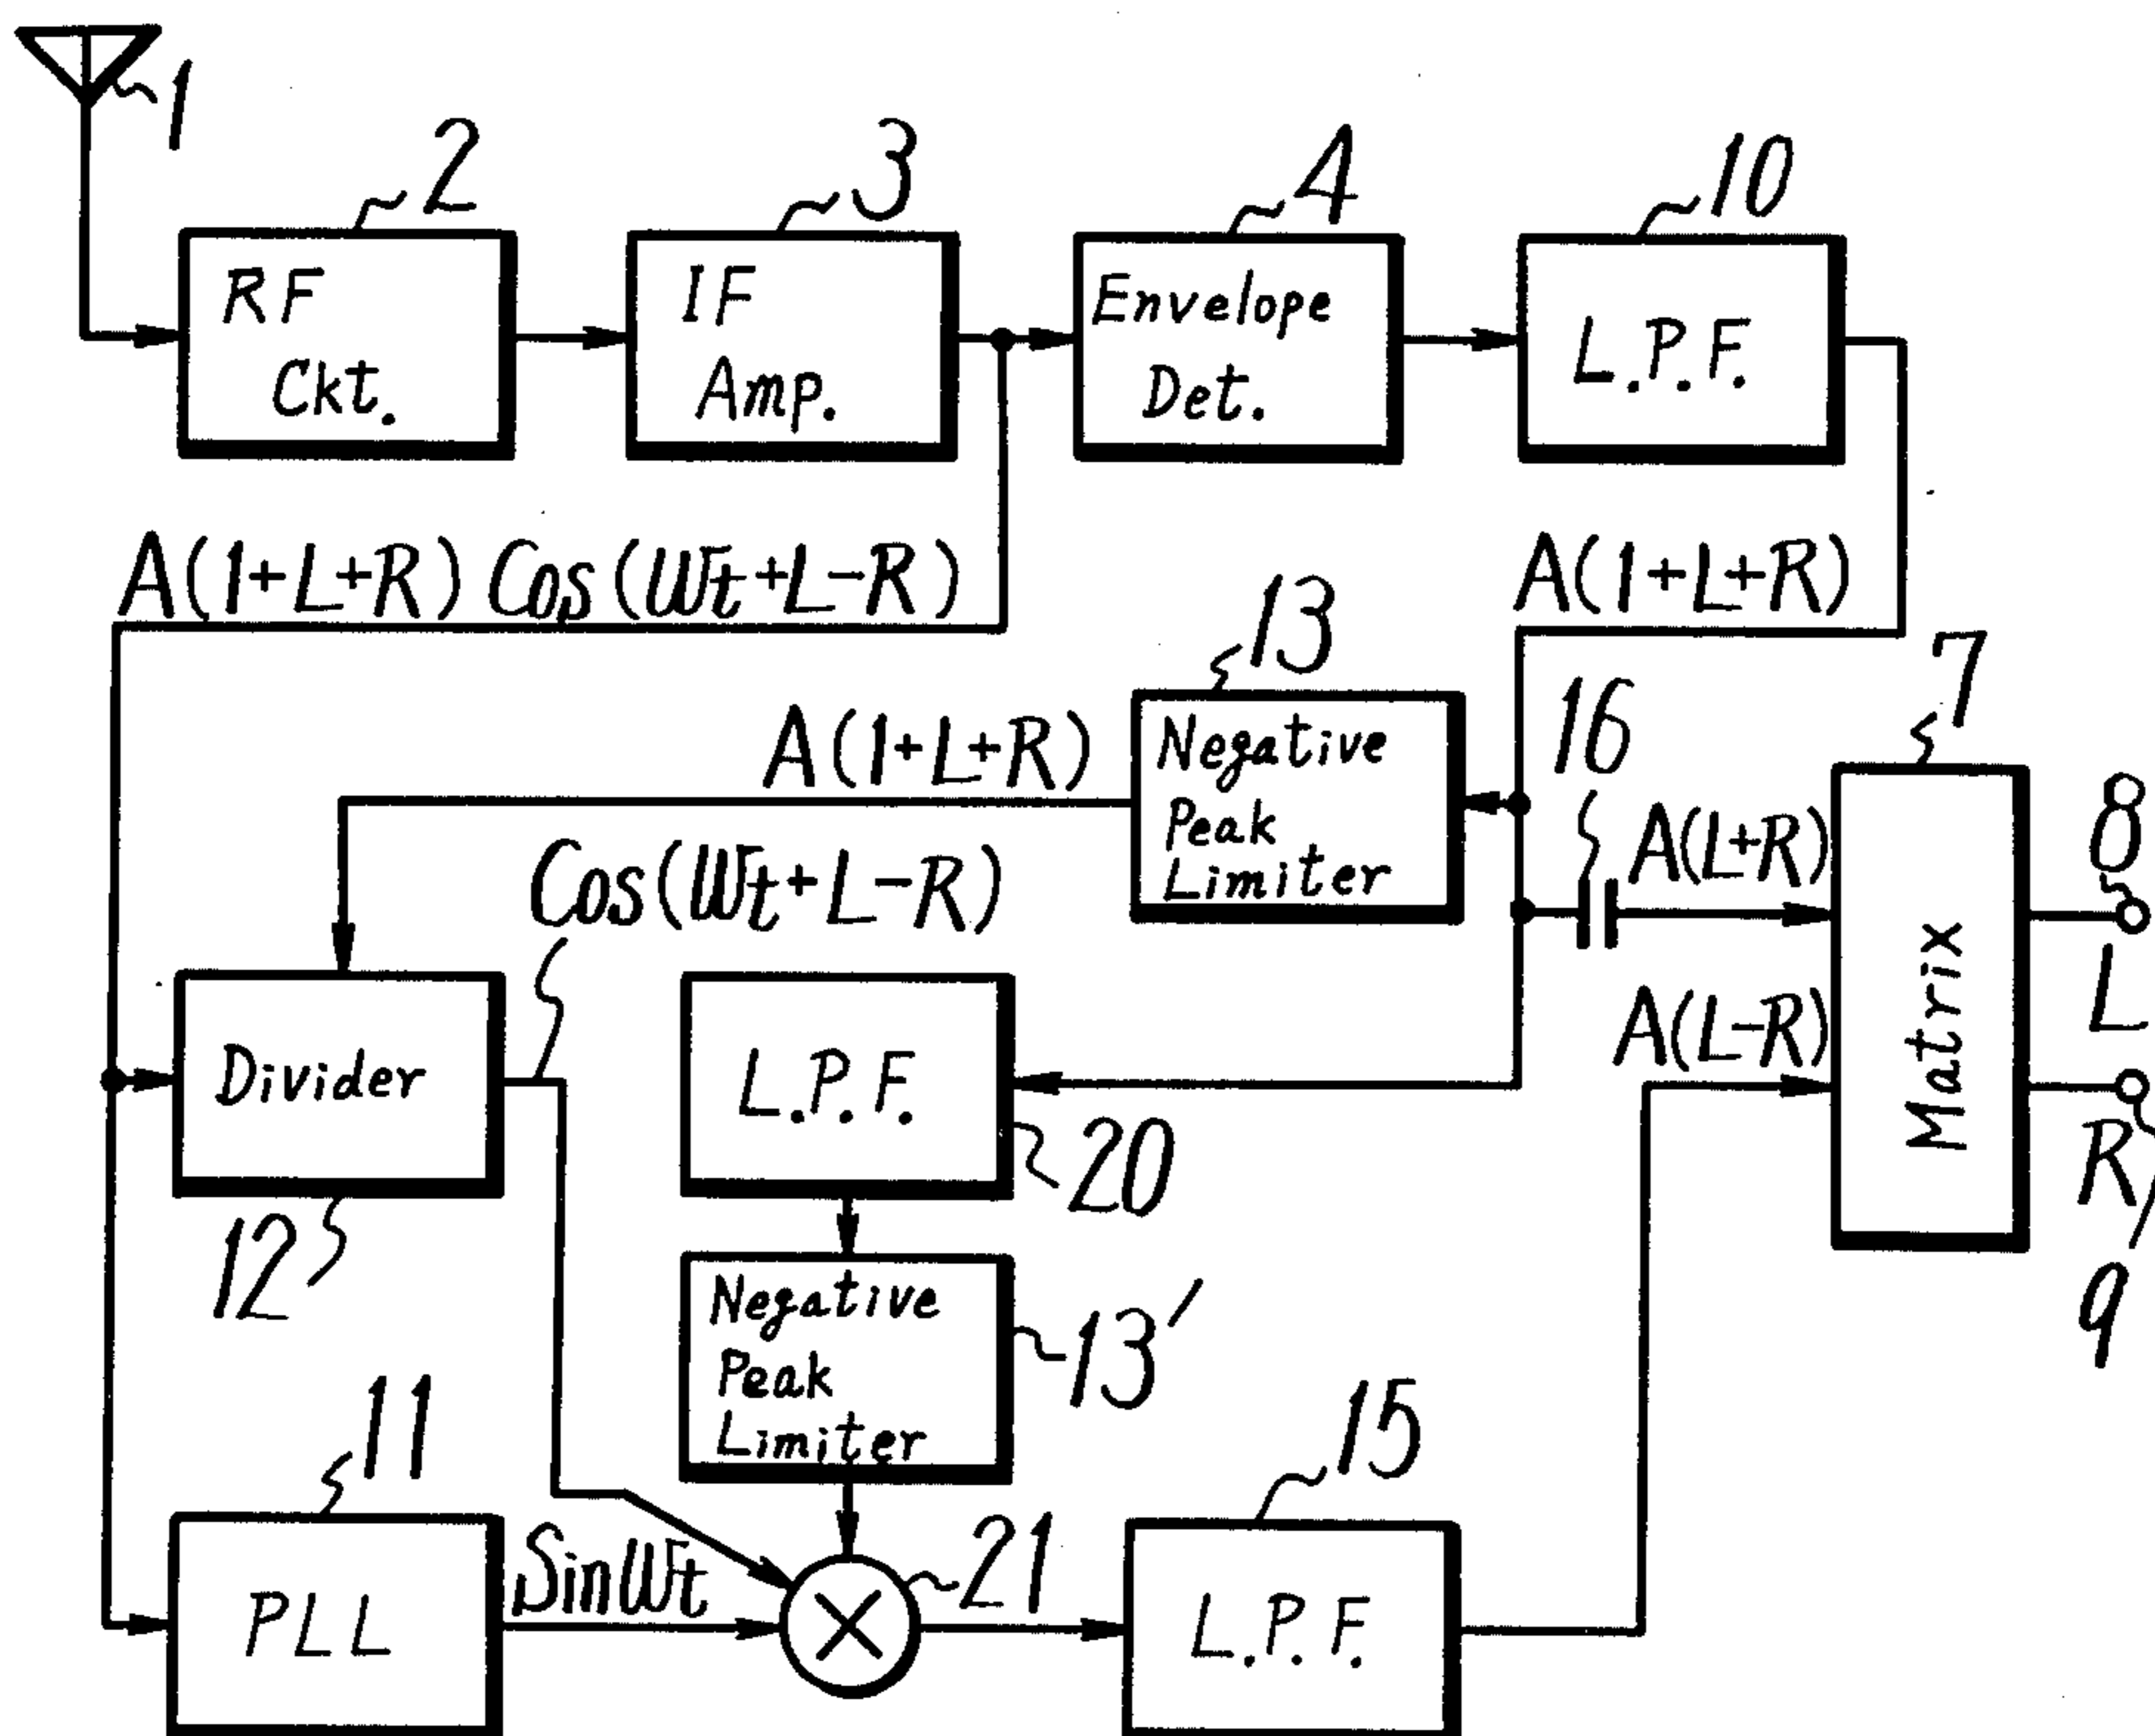 1
2
3
4
10
RF
Ckt.
IF
Amp.
Envelope
Det.
L.P.F.
A(1+L+R)Cos(Wt+L-R)
A(1+L+R)
13
7
16
A(1+L+R)
Negative
Peak
Limiter
8
A(L+R)
Cos(Wt+L-R)
Matrix
L
A(L-R)
Divider
L.P.F.
20
R
12
9
Negative
Peak
Limiter
13'
11
15
SinWt
21
PLL
L.P.F.